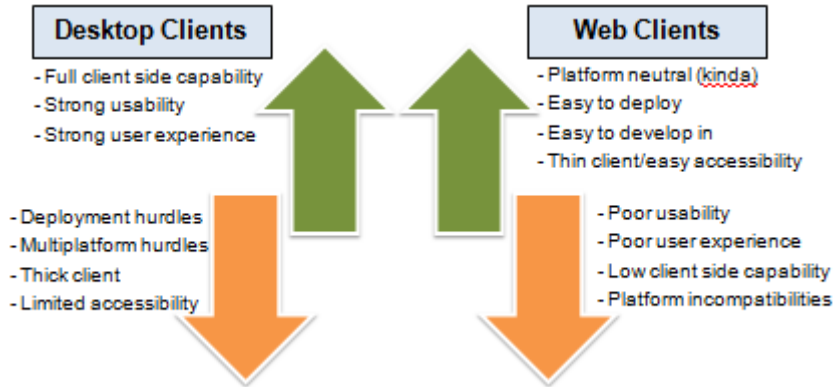 Desktop Clients
- Full client side capability
- Strong usability
- Strong user experience
- Deployment hurdles
- Multiplatform hurdles
- Thick client
- Limited accessibility
Web Clients
- Platform neutral (kinda)
- Easy to deploy
- Easy to develop in
- Thin client/easy accessibility
- Poor usability
- Poor user experience
- Low client side capability
- Platform incompatibilities